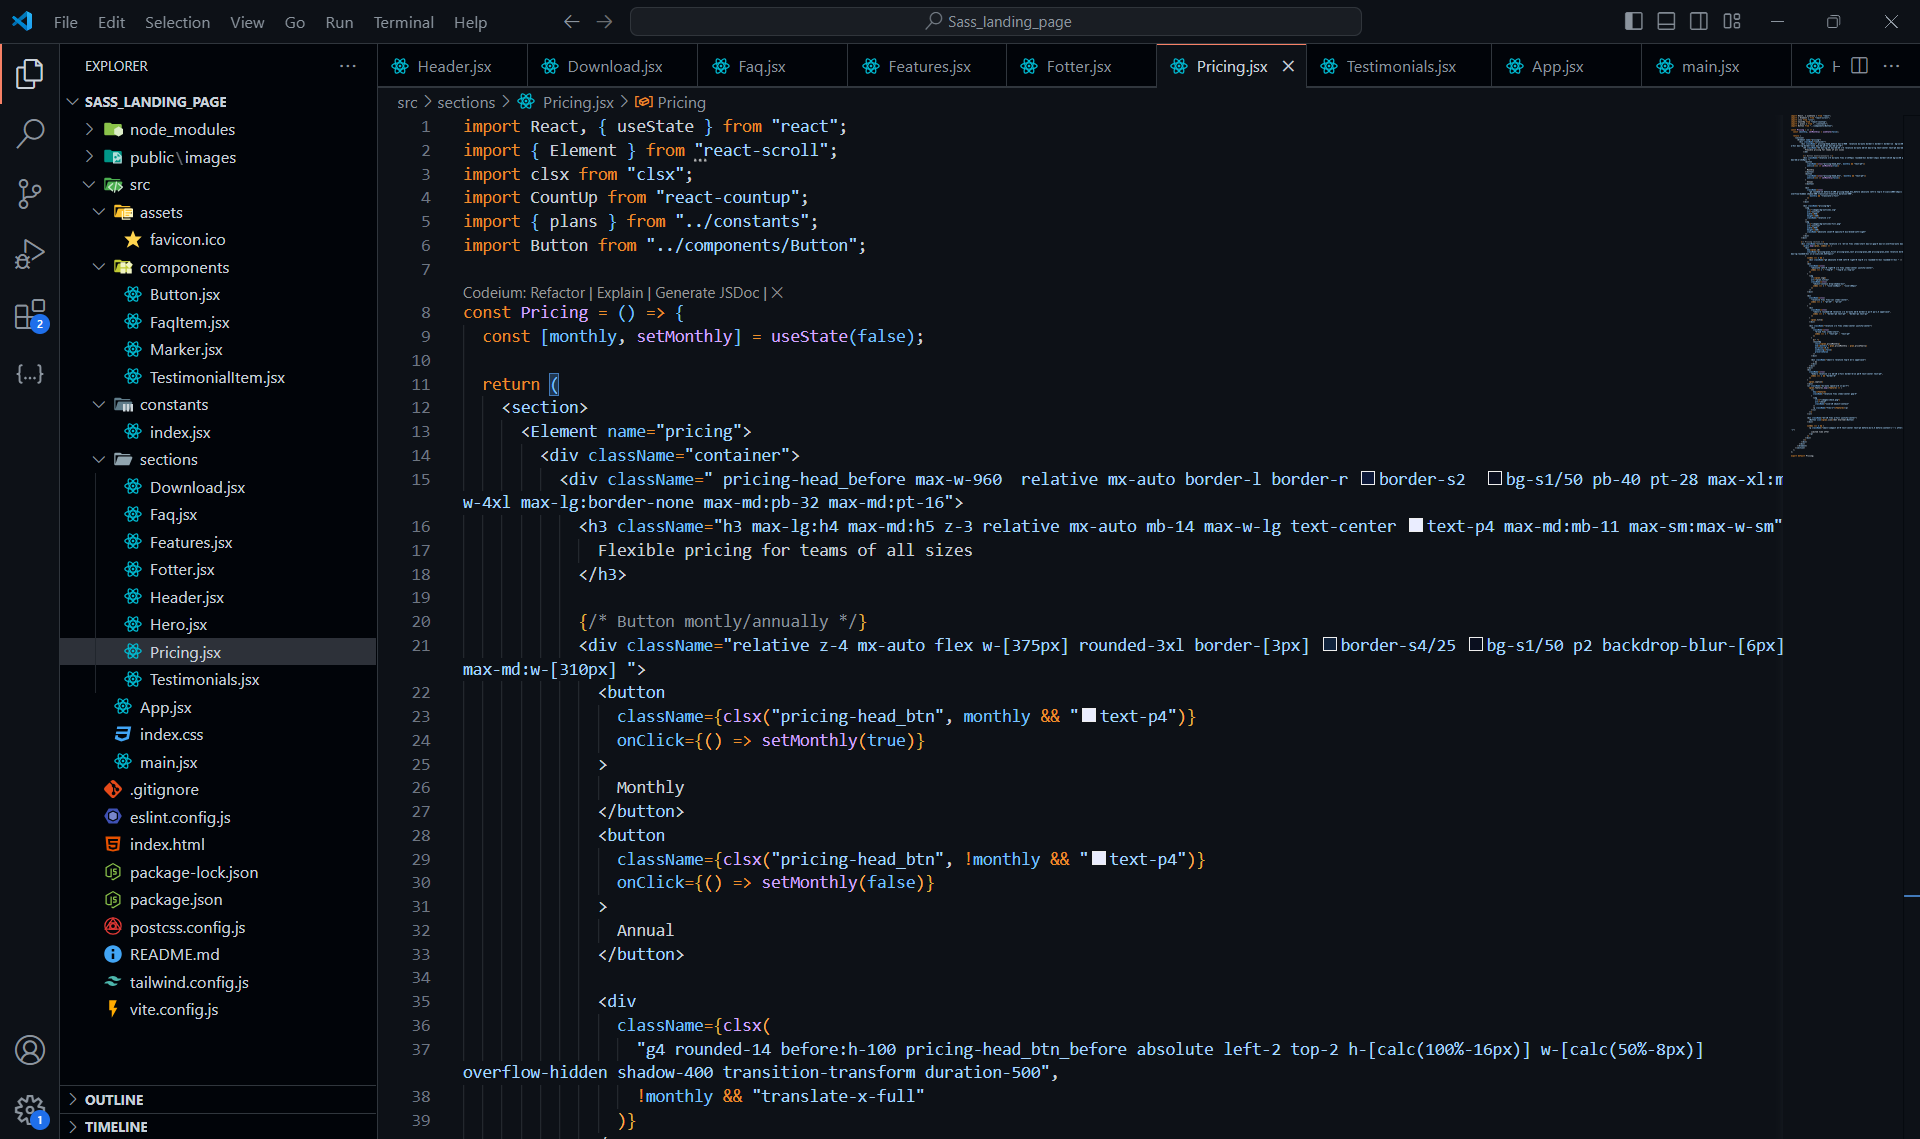 File Edit Selection View Go Run Terminal Help
Sass_landing_page
EXPLORER
SASS_LANDING_PAGE
node_modules
public\images
src
assets
favicon.ico
components
Button.jsx
FaqItem.jsx
Marker.jsx
TestimonialItem.jsx
constants
index.jsx
sections
Download.jsx
Faq.jsx
Features.jsx
Fotter.jsx
Header.jsx
Hero.jsx
Pricing.jsx
Testimonials.jsx
App.jsx
index.css
main.jsx
.gitignore
eslint.config.js
index.html
package-lock.json
package.json
postcss.config.js
README.md
tailwind.config.js
vite.config.js
OUTLINE
TIMELINE
2
{...}
1
Header.jsx Download.jsx Faq.jsx Features.jsx Fotter.jsx Pricing.jsx Testimonials.jsx App.jsx main.jsx
src > sections > Pricing.jsx > Pricing
1 import React, { useState } from "react";
2 import { Element } from "react-scroll";
3 import clsx from "clsx";
4 import CountUp from "react-countup";
5 import { plans } from "../constants";
6 import Button from "../components/Button";
7
Codeium: Refactor | Explain | Generate JSDoc | X
8 const Pricing = () => {
9 const [monthly, setMonthly] = useState(false);
10
11 return (
12 <section>
13 <Element name="pricing">
14 <div className="container">
15 <div className=" pricing-head_before max-w-960  relative mx-auto border-l border-r border-s2  bg-s1/50 pb-40 pt-28 max-xl:m
w-4xl max-lg:border-none max-md:pb-32 max-md:pt-16">
16 <h3 className="h3 max-lg:h4 max-md:h5 z-3 relative mx-auto mb-14 max-w-lg text-center text-p4 max-md:mb-11 max-sm:max-w-sm"
17 Flexible pricing for teams of all sizes
18 </h3>
19
20 {/* Button montly/annually */}
21 <div className="relative z-4 mx-auto flex w-[375px] rounded-3xl border-[3px] border-s4/25 bg-s1/50 p2 backdrop-blur-[6px]
max-md:w-[310px] ">
22 <button
23 className={clsx("pricing-head_btn", monthly && "text-p4")}
24 onClick={() => setMonthly(true)}
25 >
26 Monthly
27 </button>
28 <button
29 className={clsx("pricing-head_btn", !monthly && "text-p4")}
30 onClick={() => setMonthly(false)}
31 >
32 Annual
33 </button>
34
35 <div
36 className={clsx(
37 "g4 rounded-14 before:h-100 pricing-head_btn_before absolute left-2 top-2 h-[calc(100%-16px)] w-[calc(50%-8px)]
overflow-hidden shadow-400 transition-transform duration-500",
38 !monthly && "translate-x-full"
39 )}